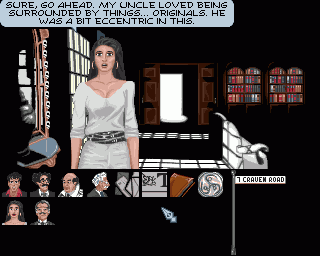 SURE, GO AHEAD. MY UNCLE LOVED BEING
SURROUNDED BY THINGS... ORIGINALS. HE
WAS A BIT ECCENTRIC IN THIS.
7 CRAVEN ROAD